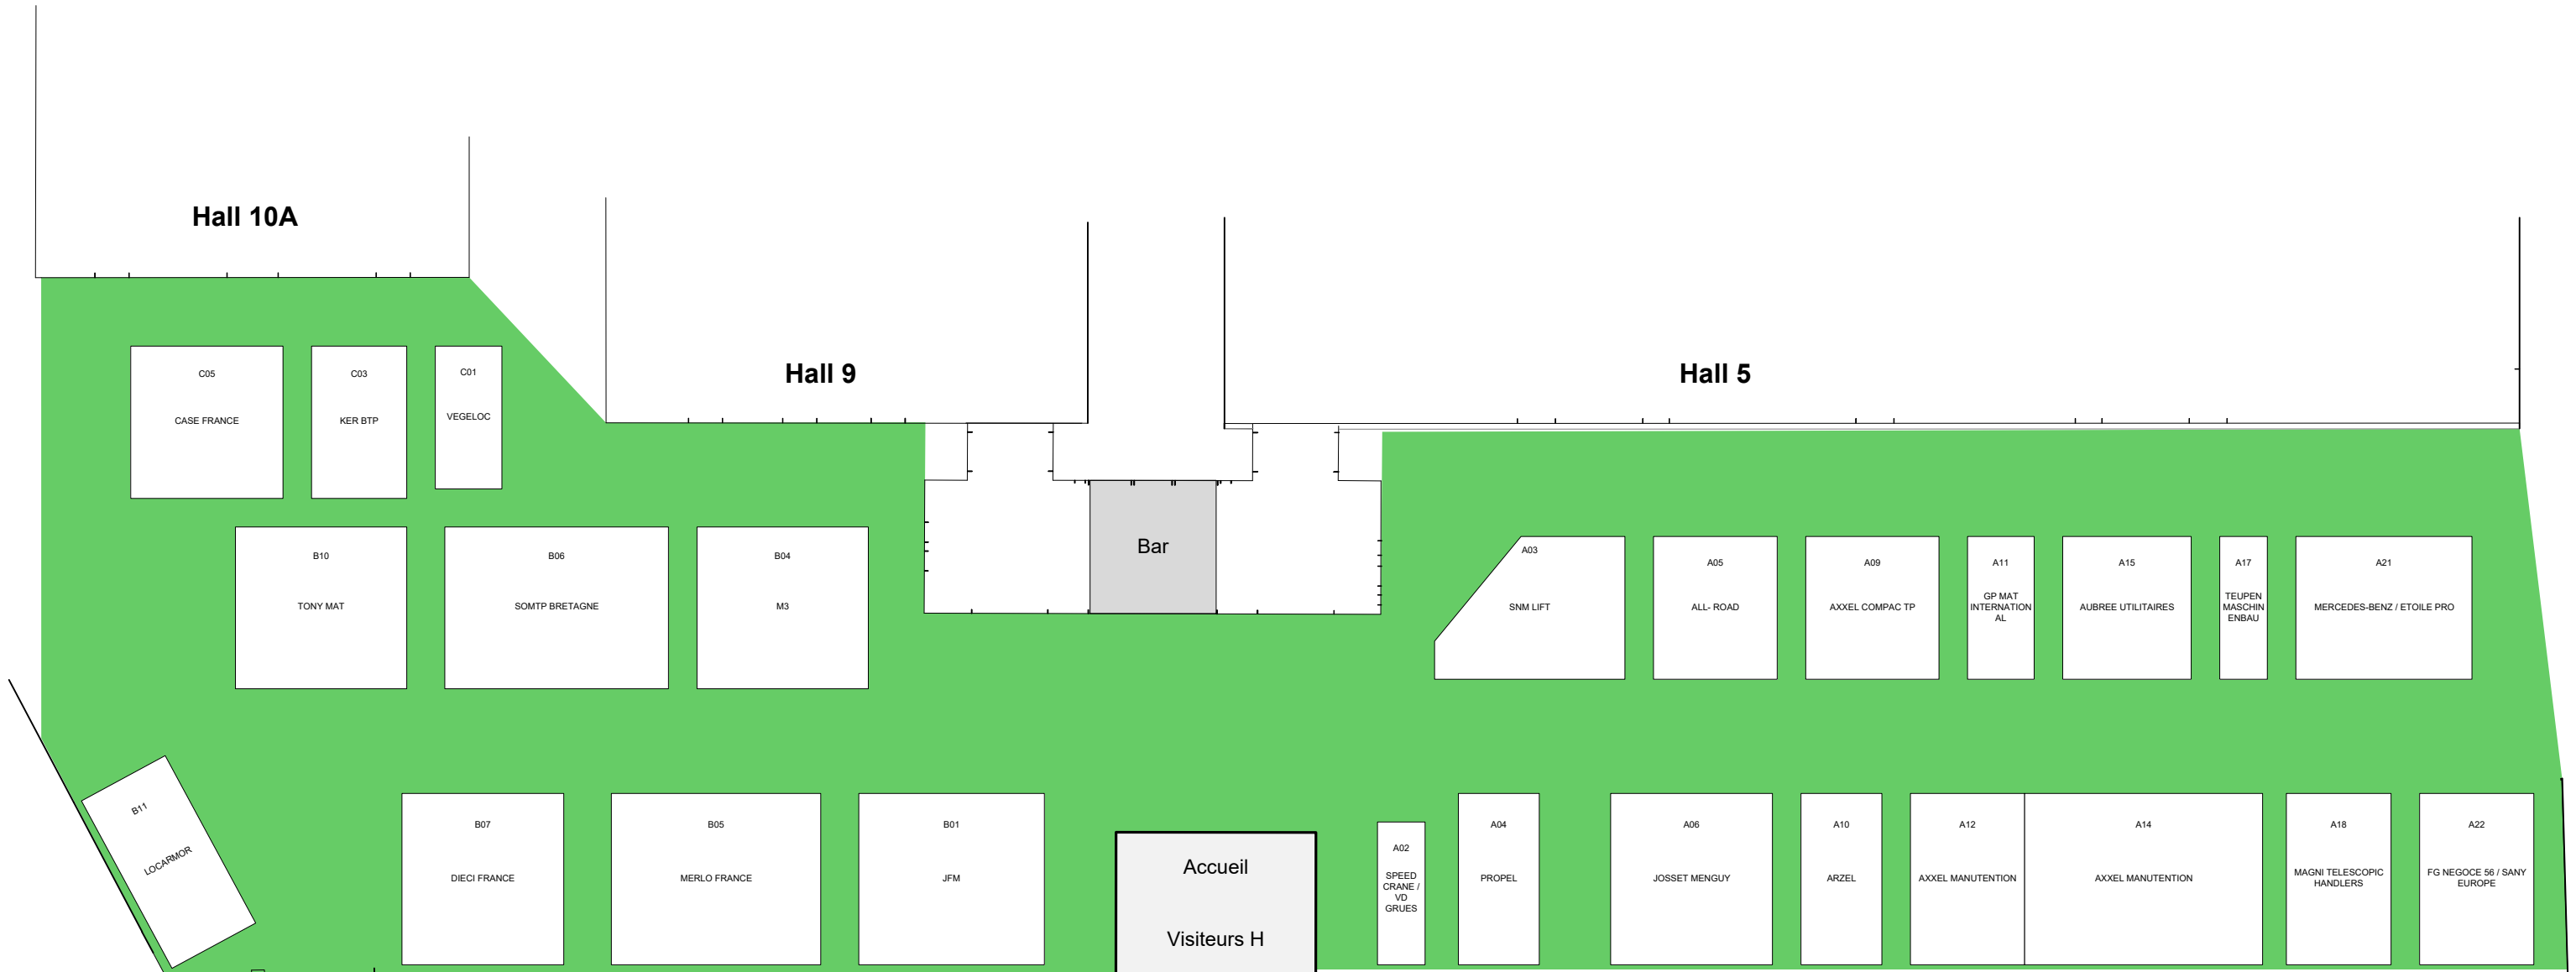 Hall 10A
Hall 9
Hall 5
C05
CASE FRANCE
C03
KER BTP
C01
VEGELOC
Bar
B10
TONY MAT
B06
SOMTP BRETAGNE
B04
M3
A03
SNM LIFT
A05
ALL- ROAD
A09
AXXEL COMPAC TP
A11
GP MAT
INTERNATION
AL
A15
AUBREE UTILITAIRES
A17
TEUPEN
MASCHIN
ENBAU
A21
MERCEDES-BENZ / ETOILE PRO
B11
LOCARMOR
B07
DIECI FRANCE
B05
MERLO FRANCE
B01
JFM
Accueil
Visiteurs H
A02
SPEED
CRANE /
VD
GRUES
A04
PROPEL
A06
JOSSET MENGUY
A10
ARZEL
A12
AXXEL MANUTENTION
A14
AXXEL MANUTENTION
A18
MAGNI TELESCOPIC
HANDLERS
A22
FG NEGOCE 56 / SANY
EUROPE